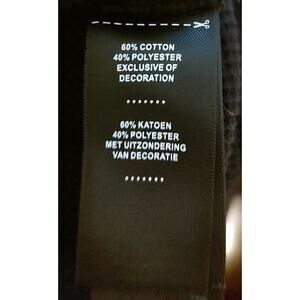 60% COTTON
40% POLYESTER
EXCLUSIVE OF
DECORATION
60% KATOEN
40% POLYESTER
MET UITZONDERING
VAN DECORATIE